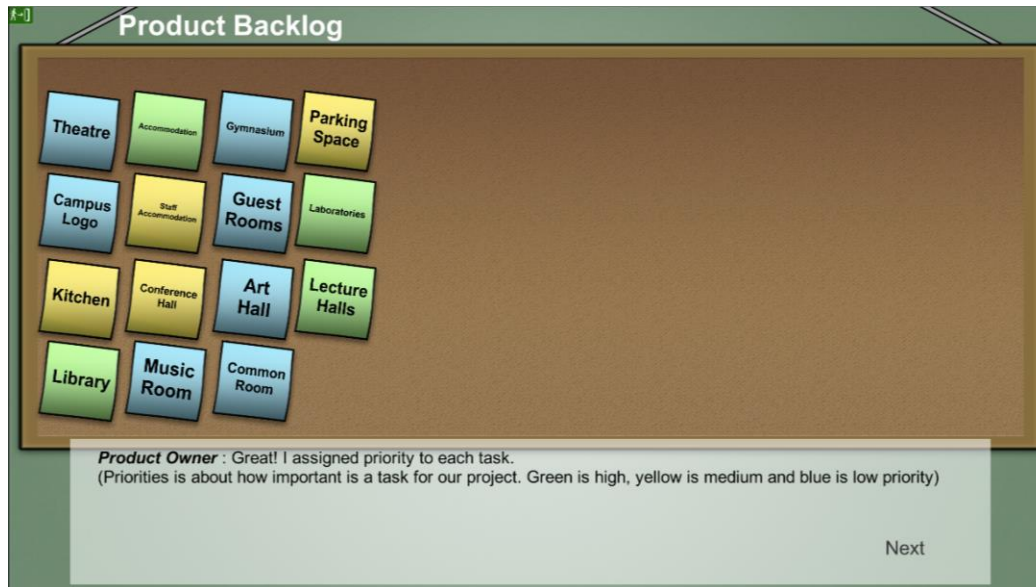 Product Backlog
Theatre
Accommodation
Gymnasium
Parking
Space
Campus
Logo
Staff
Accommodation
Guest
Rooms
Laboratories
Kitchen
Conference
Hall
Art
Hall
Lecture
Halls
Library
Music
Room
Common
Room
Product Owner : Great! I assigned priority to each task.
(Priorities is about how important is a task for our project. Green is high, yellow is medium and blue is low priority)
Next